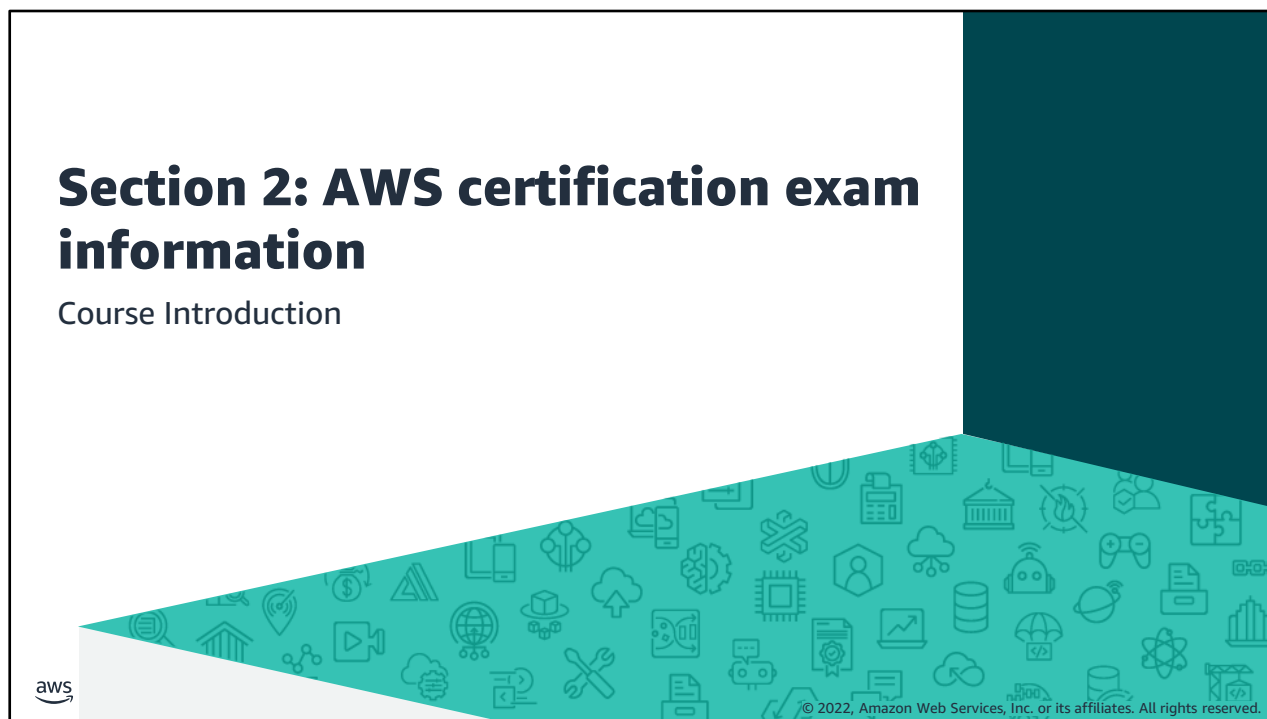 Section 2: AWS certification exam
information
Course Introduction
aws
© 2022, Amazon Web Services, Inc. or its affiliates. All rights reserved.